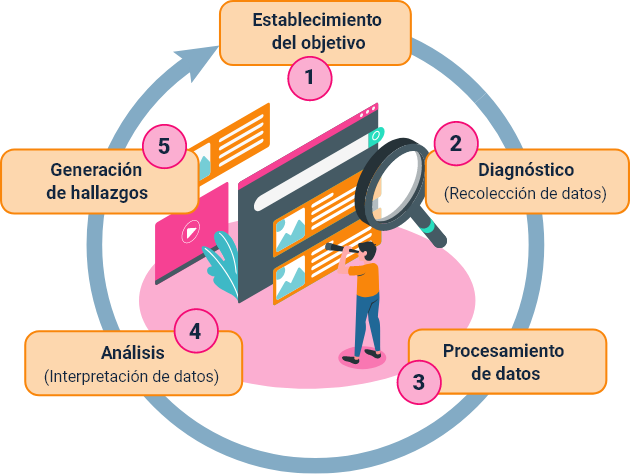 Establecimiento
del objetivo
1
2
Diagnóstico
(Recolección de datos)
3
Procesamiento
de datos
4
Análisis
(Interpretación de datos)
5
Generación
de hallazgos